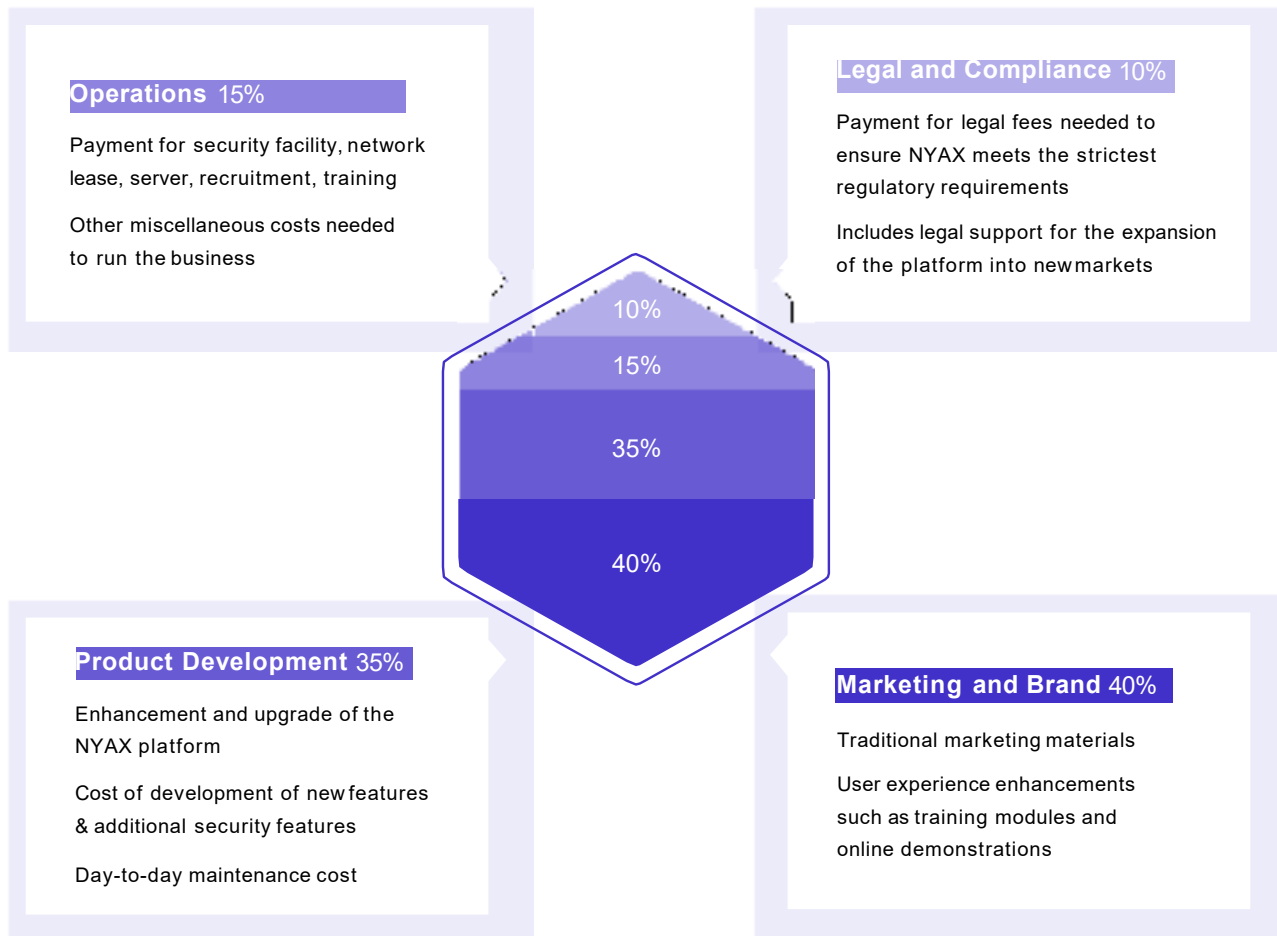 Operations 15%
Payment for security facility, network
lease, server, recruitment, training
Other miscellaneous costs needed
to run the business
Legal and Compliance 10%
Payment for legal fees needed to
ensure NYAX meets the strictest
regulatory requirements
Includes legal support for the expansion
of the platform into new markets
10%
15%
35%
40%
Product Development 35%
Enhancement and upgrade of the
NYAX platform
Cost of development of new features
& additional security features
Day-to-day maintenance cost
Marketing and Brand 40%
Traditional marketing materials
User experience enhancements
such as training modules and
online demonstrations